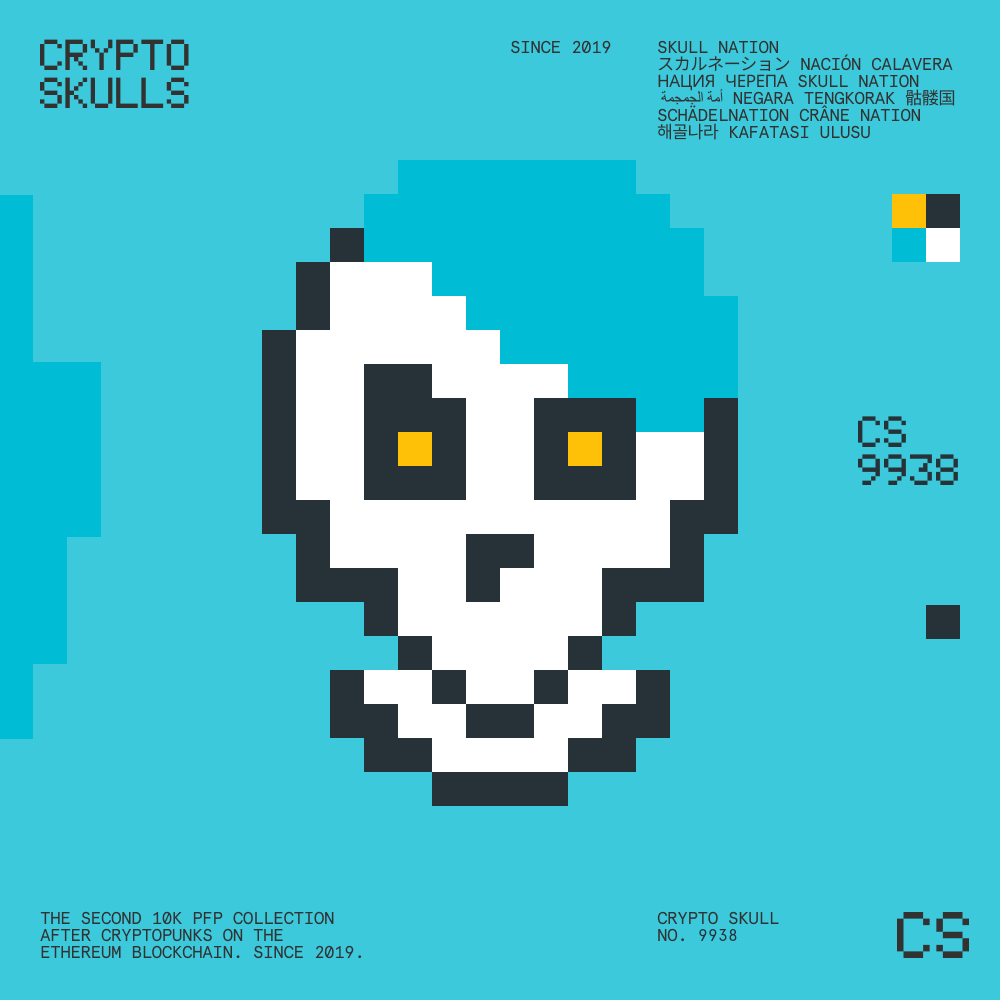 CRYPTO
SKULLS
SINCE 2019
SKULL NATION
スカルネーション NACIÓN CALAVERA
НАЦИЯ ЧЕРЕПА SKULL NATION
أمة الجمجمة NEGARA TENGKORAK 骷髅国
SCHÄDELNATION CRÂNE NATION
해골나라 KAFATASI ULUSU
CS
9938
THE SECOND 10K PFP COLLECTION
AFTER CRYPTOPUNKS ON THE
ETHEREUM BLOCKCHAIN. SINCE 2019.
CRYPTO SKULL
NO. 9938
CS